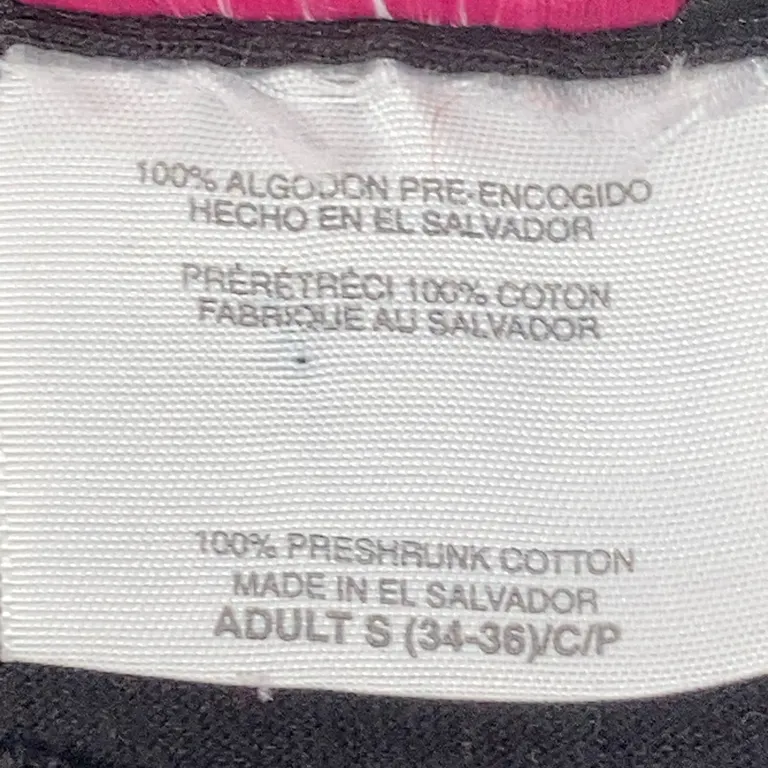 100% ALGODON PRE-ENCOGIDO
HECHO EN EL SALVADOR
PRÉRÉTRÉCI 100% COTON
FABRIQUE AU SALVADOR
100% PRESHRUNK COTTON
MADE IN EL SALVADOR
ADULT S (34-36)/C/P